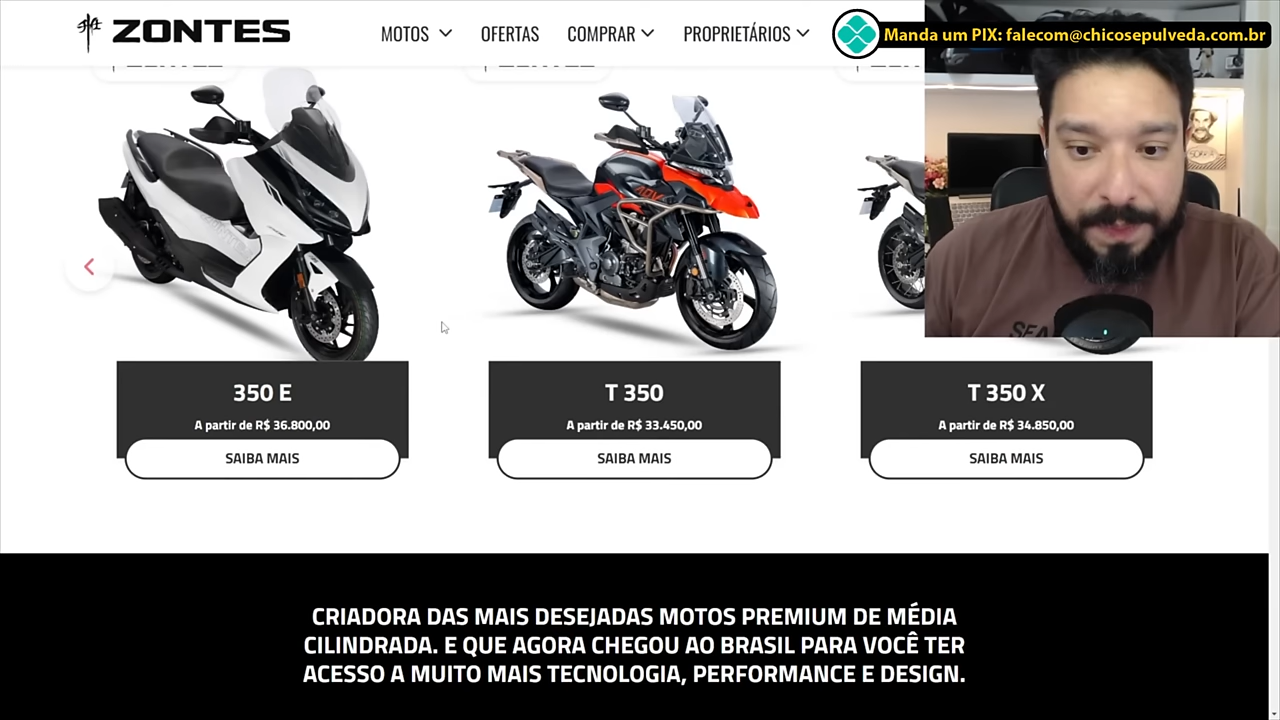 ZONTES
MOTOS
OFERTAS
COMPRAR
PROPRIETÁRIOS
Manda um PIX: falecom@chicosepulveda.com.br
ADV
SEA
350 E
A partir de R$ 36.800,00
SAIBA MAIS
T 350
A partir de R$ 33.450,00
SAIBA MAIS
T 350 X
A partir de R$ 34.850,00
SAIBA MAIS
CRIADORA DAS MAIS DESEJADAS MOTOS PREMIUM DE MÉDIA
CILINDRADA. E QUE AGORA CHEGOU AO BRASIL PARA VOCÊ TER
ACESSO A MUITO MAIS TECNOLOGIA, PERFORMANCE E DESIGN.